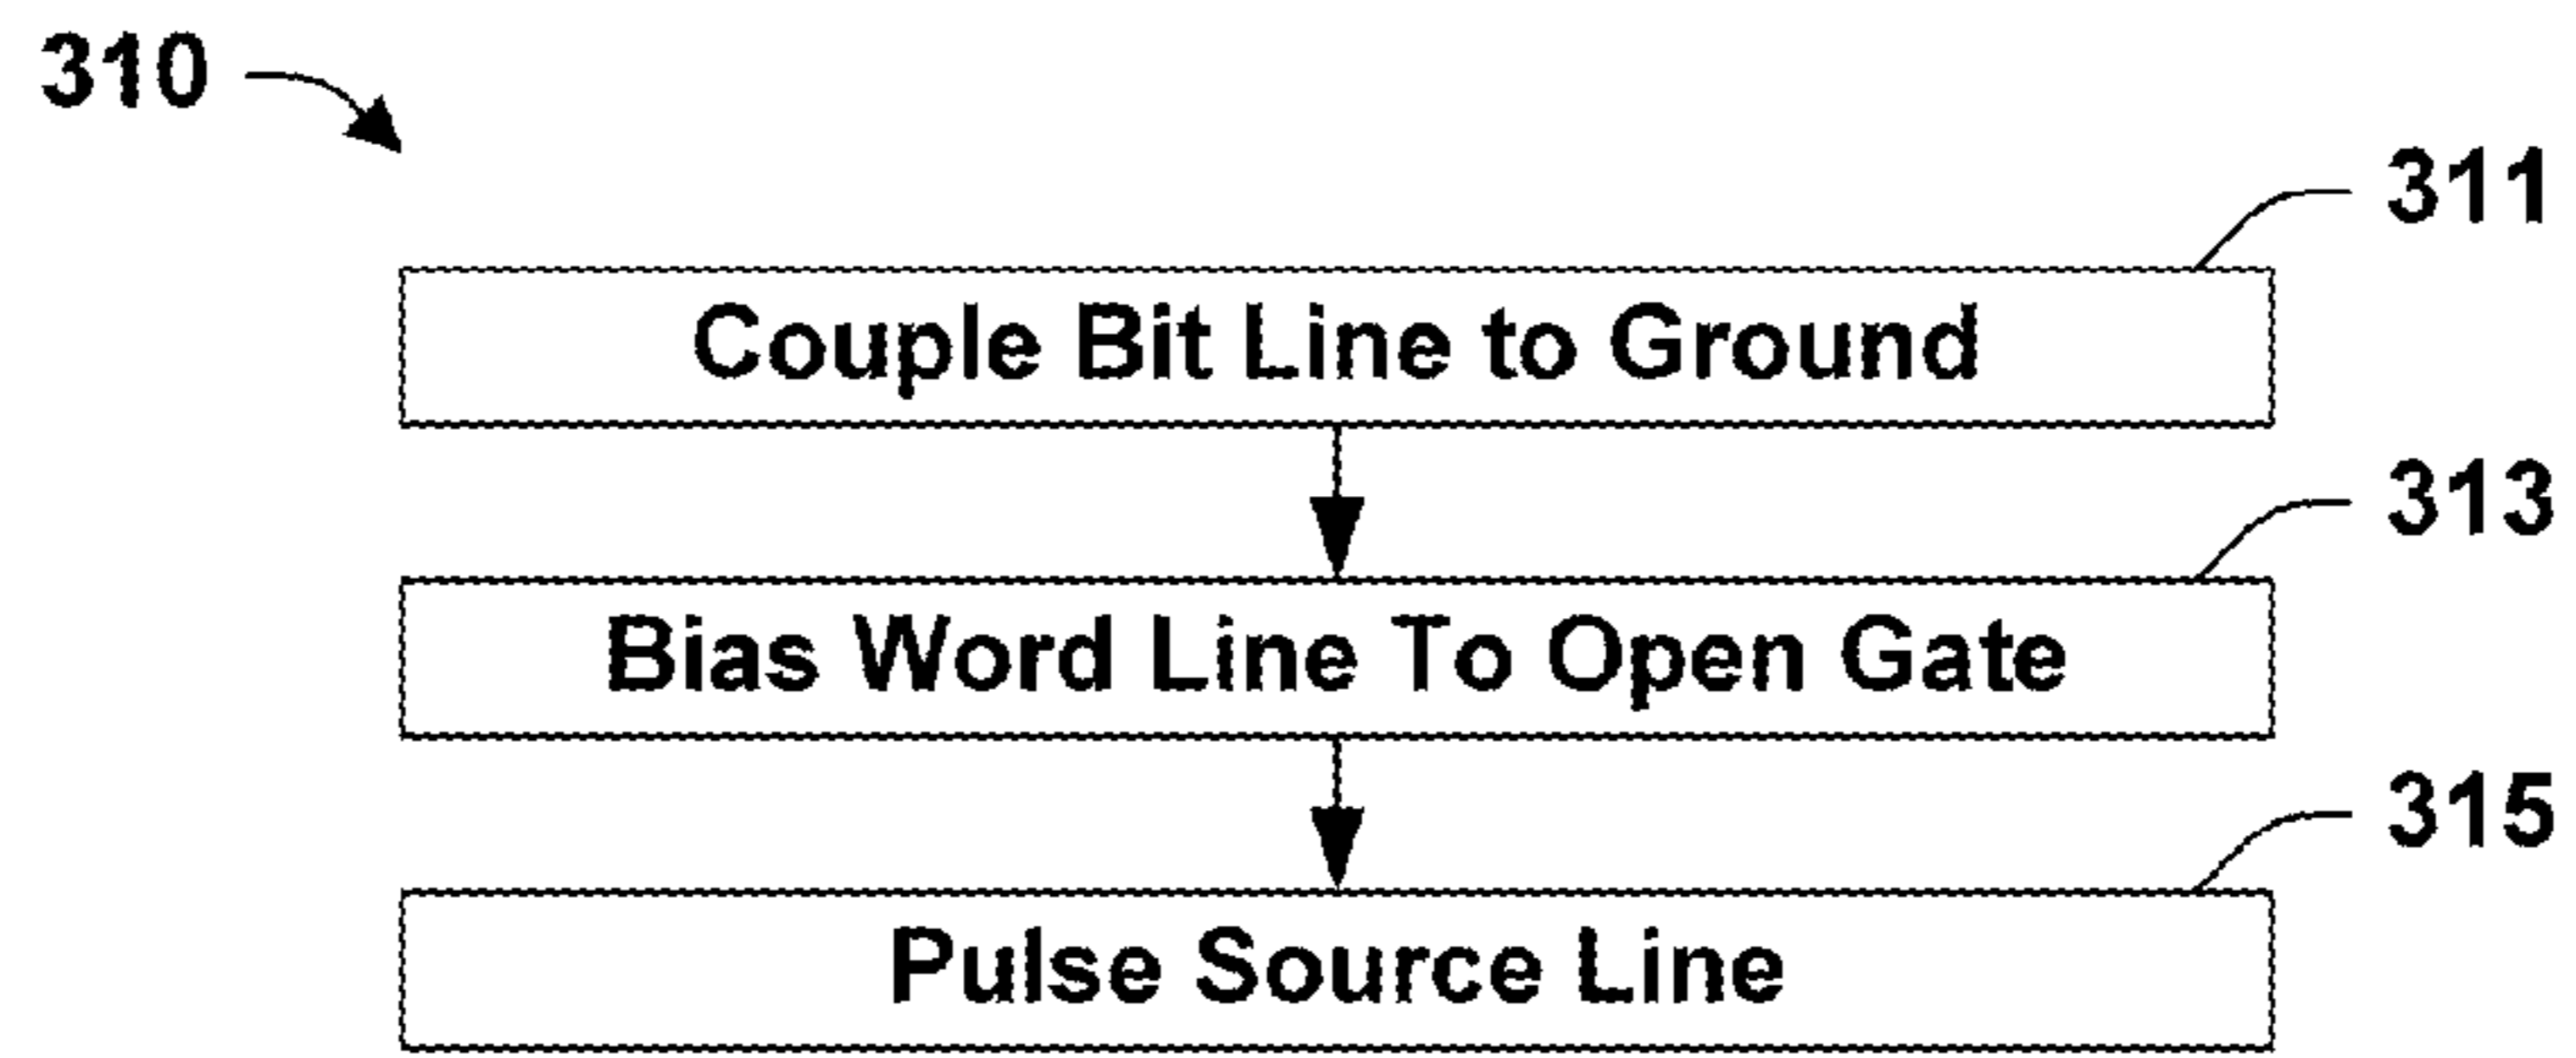 310
311
Couple Bit Line to Ground
313
Bias Word Line To Open Gate
315
Pulse Source Line